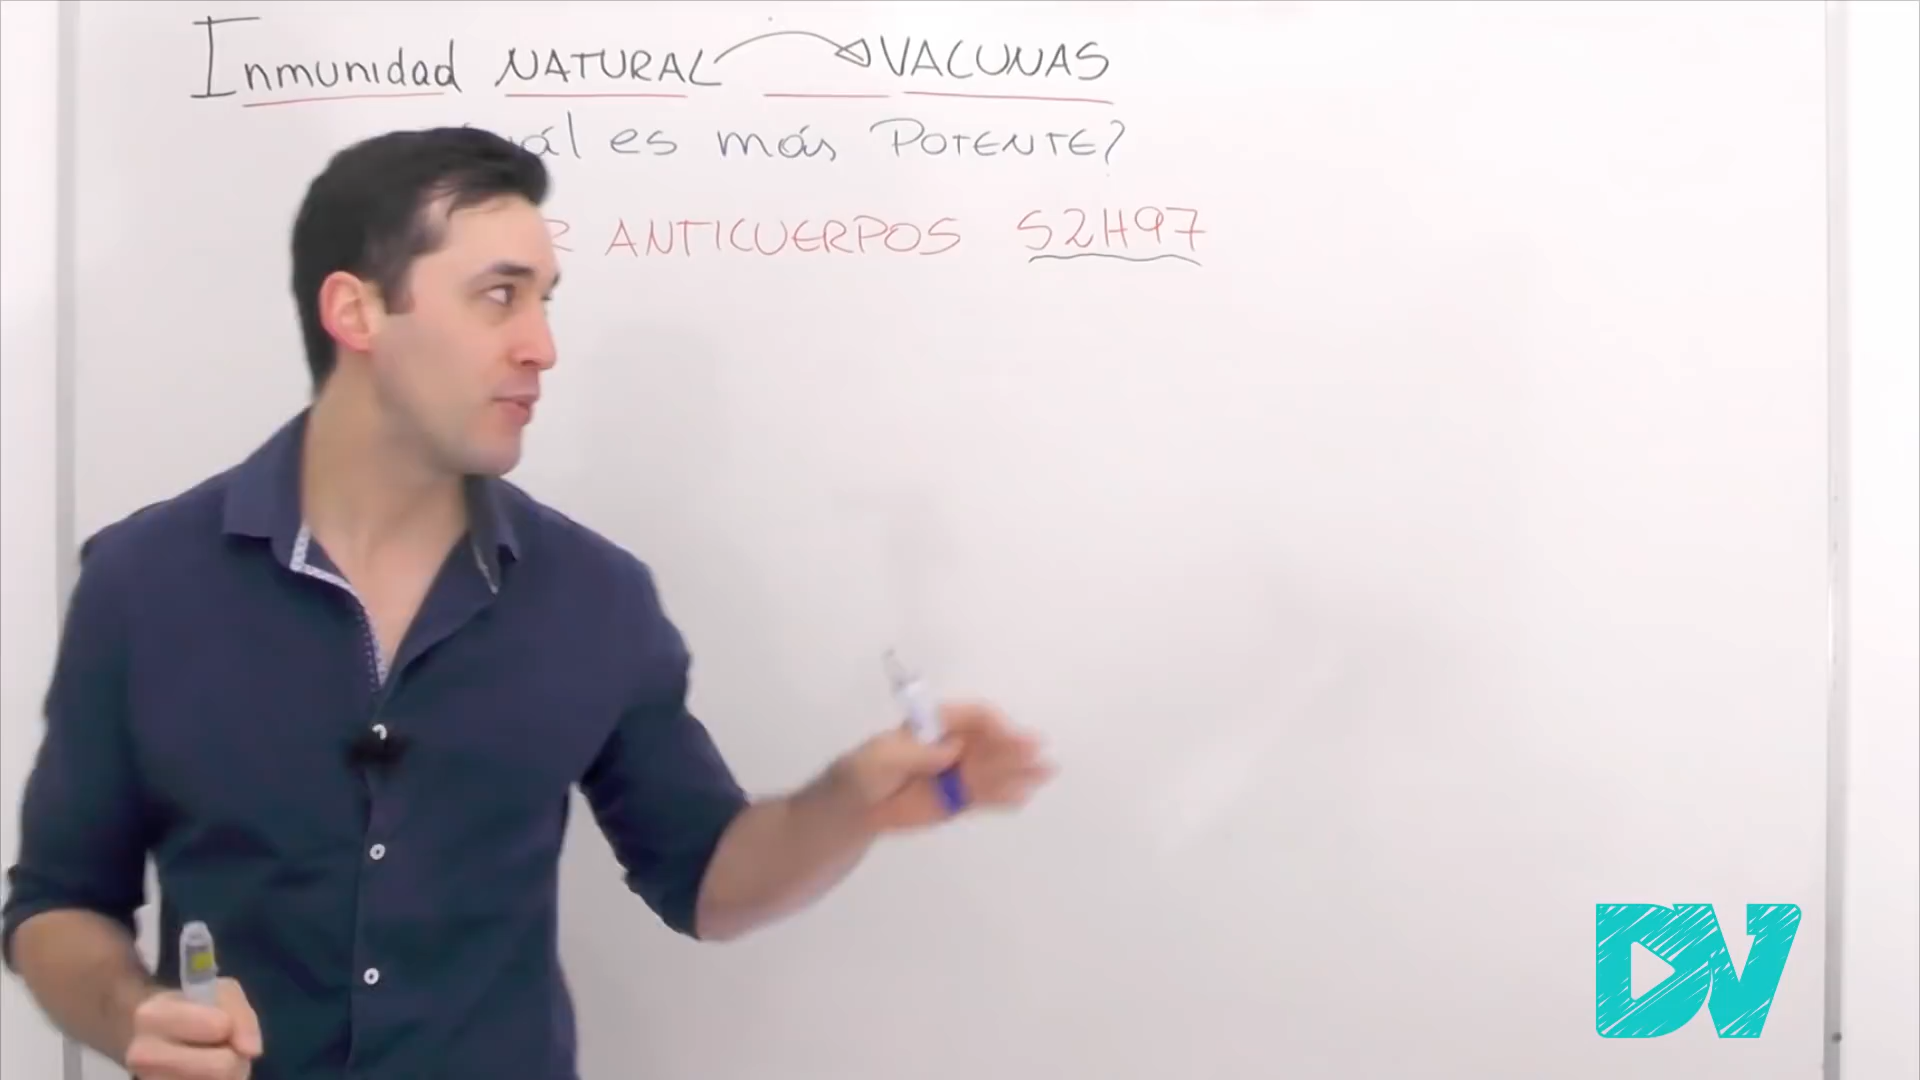 Inmunidad NATURAL VACUNAS
es más POTENTE?
ANTICUERPOS S2H97
DV